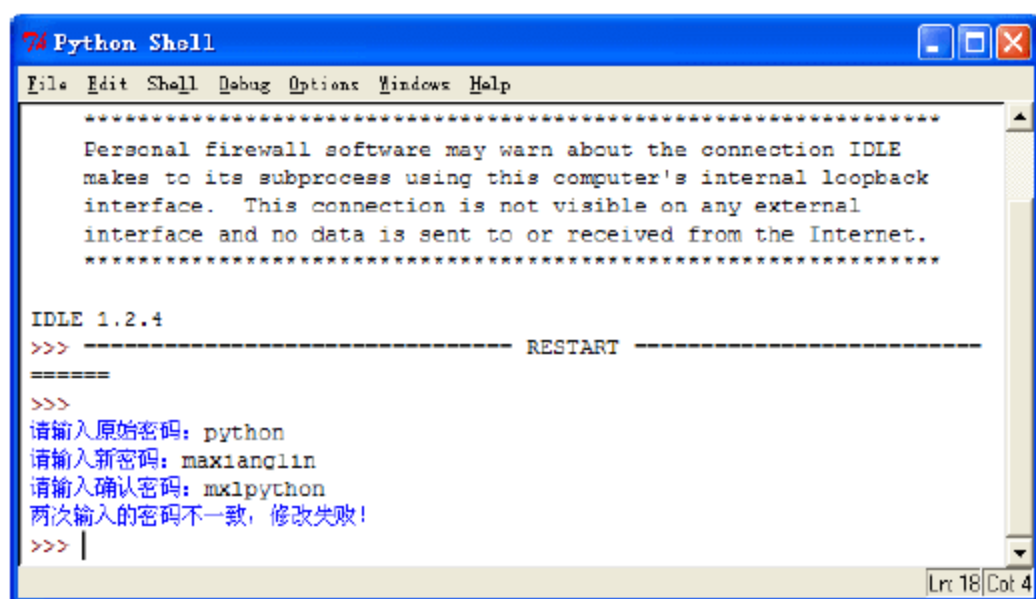 Python Shell
File Edit Shell Debug Options Windows Help
****************************************************************
Personal firewall software may warn about the connection IDLE
makes to its subprocess using this computer's internal loopback
interface.  This connection is not visible on any external
interface and no data is sent to or received from the Internet.
****************************************************************
IDLE 1.2.4
>>> ================================ RESTART ==========================
======
>>>
请输入原始密码：python
请输入新密码：maxianglin
请输入确认密码：mxlpython
两次输入的密码不一致，修改失败！
>>>
Ln: 18 Col: 4